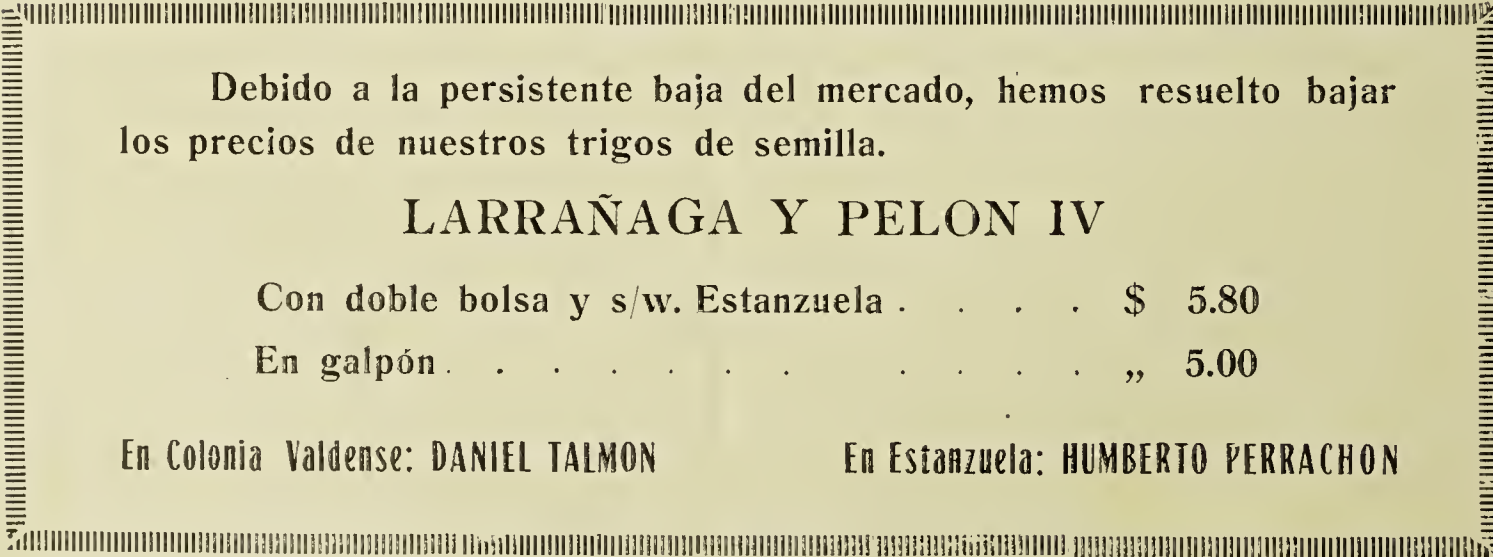 Debido a la persistente baja del mercado, hemos resuelto bajar
los precios de nuestros trigos de semilla.
LARRAÑAGA Y PELON IV
Con doble bolsa y s/w. Estanzuela . . . . $ 5.80
En galpón . . . . . . . . . . . „ 5.00
En Colonia Valdense: DANIEL TALMON En Estanzuela: HUMBERTO PERRACHON